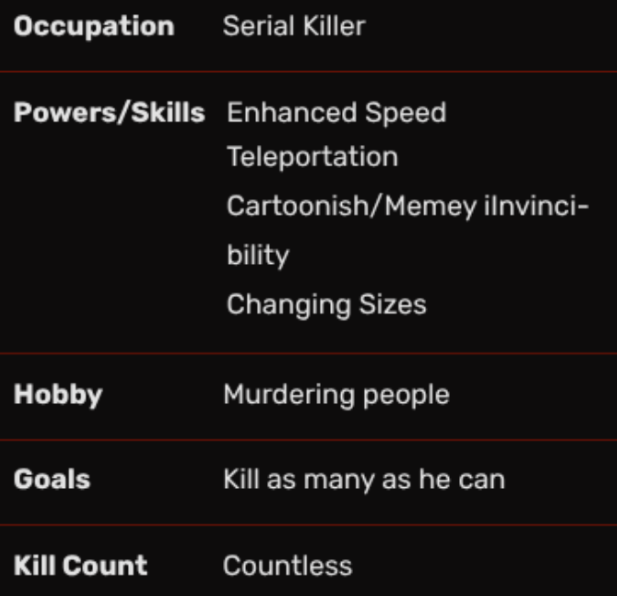 Occupation Serial Killer
Powers/Skills Enhanced Speed
Teleportation
Cartoonish/Memey iInvinci-
bility
Changing Sizes
Hobby Murdering people
Goals Kill as many as he can
Kill Count Countless